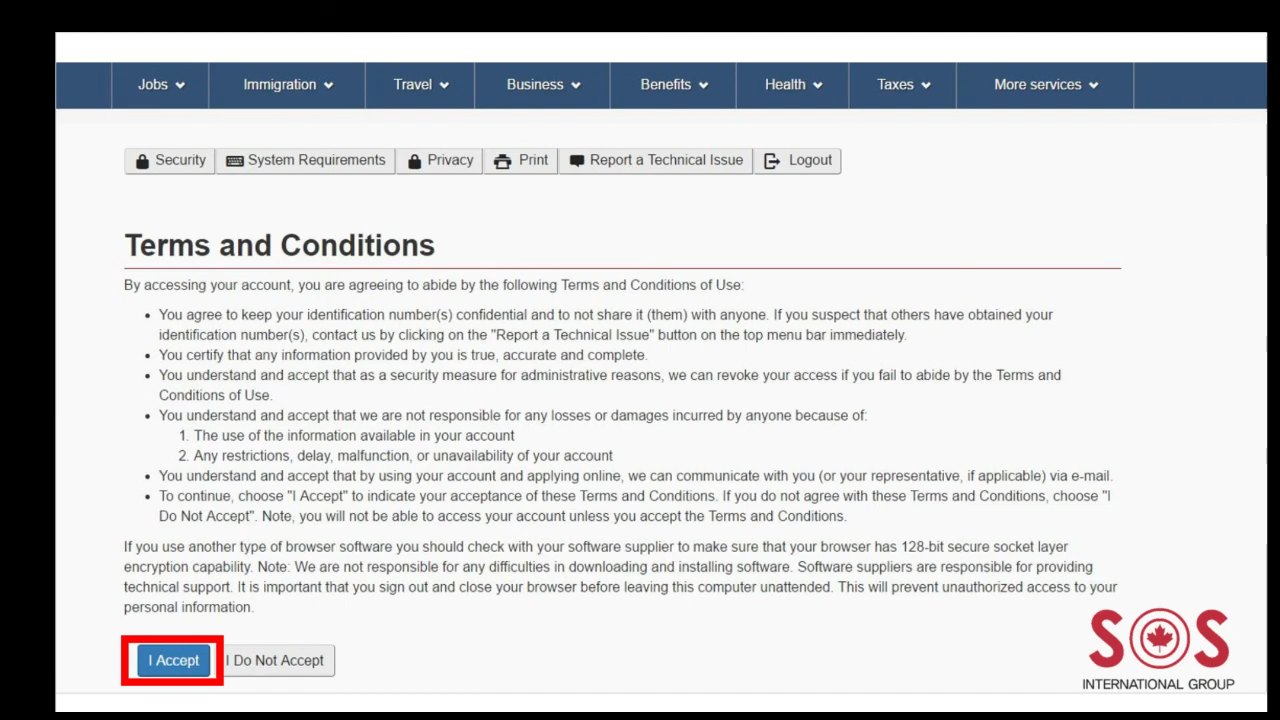 Jobs Immigration Travel Business Benefits Health Taxes More services
Security System Requirements Privacy Print Report a Technical Issue Logout
Terms and Conditions
By accessing your account, you are agreeing to abide by the following Terms and Conditions of Use:
• You agree to keep your identification number(s) confidential and to not share it (them) with anyone. If you suspect that others have obtained your
identification number(s), contact us by clicking on the "Report a Technical Issue" button on the top menu bar immediately.
• You certify that any information provided by you is true, accurate and complete.
• You understand and accept that as a security measure for administrative reasons, we can revoke your access if you fail to abide by the Terms and
Conditions of Use.
• You understand and accept that we are not responsible for any losses or damages incurred by anyone because of:
1. The use of the information available in your account
2. Any restrictions, delay, malfunction, or unavailability of your account
• You understand and accept that by using your account and applying online, we can communicate with you (or your representative, if applicable) via e-mail.
• To continue, choose "I Accept" to indicate your acceptance of these Terms and Conditions. If you do not agree with these Terms and Conditions, choose "I
Do Not Accept". Note, you will not be able to access your account unless you accept the Terms and Conditions.
If you use another type of browser software you should check with your software supplier to make sure that your browser has 128-bit secure socket layer
encryption capability. Note: We are not responsible for any difficulties in downloading and installing software. Software suppliers are responsible for providing
technical support. It is important that you sign out and close your browser before leaving this computer unattended. This will prevent unauthorized access to your
personal information.
I Accept I Do Not Accept
SOS
INTERNATIONAL GROUP